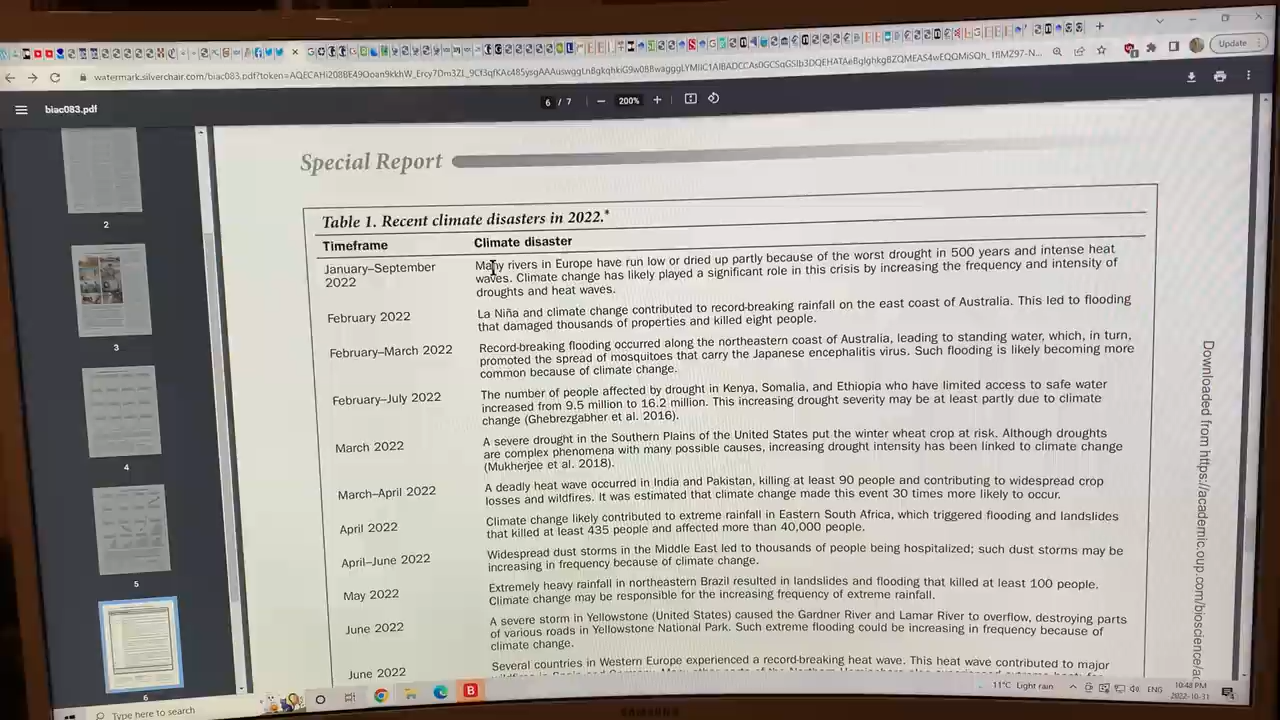 Update
biac083.pdf
6 / 7
200%
2
3
4
5
6
Special Report
Table 1. Recent climate disasters in 2022.*
Timeframe Climate disaster
January–September 2022
Many rivers in Europe have run low or dried up partly because of the worst drought in 500 years and intense heat
waves. Climate change has likely played a significant role in this crisis by increasing the frequency and intensity of
droughts and heat waves.
February 2022
La Niña and climate change contributed to record-breaking rainfall on the east coast of Australia. This led to flooding
that damaged thousands of properties and killed eight people.
February–March 2022
Record-breaking flooding occurred along the northeastern coast of Australia, leading to standing water, which, in turn,
promoted the spread of mosquitoes that carry the Japanese encephalitis virus. Such flooding is likely becoming more
common because of climate change.
February–July 2022
The number of people affected by drought in Kenya, Somalia, and Ethiopia who have limited access to safe water
increased from 9.5 million to 16.2 million. This increasing drought severity may be at least partly due to climate
change (Ghebrezgabher et al. 2016).
March 2022
A severe drought in the Southern Plains of the United States put the winter wheat crop at risk. Although droughts
are complex phenomena with many possible causes, increasing drought intensity has been linked to climate change
(Mukherjee et al. 2018).
March–April 2022
A deadly heat wave occurred in India and Pakistan, killing at least 90 people and contributing to widespread crop
losses and wildfires. It was estimated that climate change made this event 30 times more likely to occur.
April 2022
Climate change likely contributed to extreme rainfall in Eastern South Africa, which triggered flooding and landslides
that killed at least 435 people and affected more than 40,000 people.
April–June 2022
Widespread dust storms in the Middle East led to thousands of people being hospitalized; such dust storms may be
increasing in frequency because of climate change.
May 2022
Extremely heavy rainfall in northeastern Brazil resulted in landslides and flooding that killed at least 100 people.
Climate change may be responsible for the increasing frequency of extreme rainfall.
June 2022
A severe storm in Yellowstone (United States) caused the Gardner River and Lamar River to overflow, destroying parts
of various roads in Yellowstone National Park. Such extreme flooding could be increasing in frequency because of
climate change.
June 2022
Several countries in Western Europe experienced a record-breaking heat wave. This heat wave contributed to major
Downloaded from https://academic.oup.com/bioscience/a
Type here to search
11°C Light rain
ENG
10:48 PM
2022-10-31
SAMSUNG